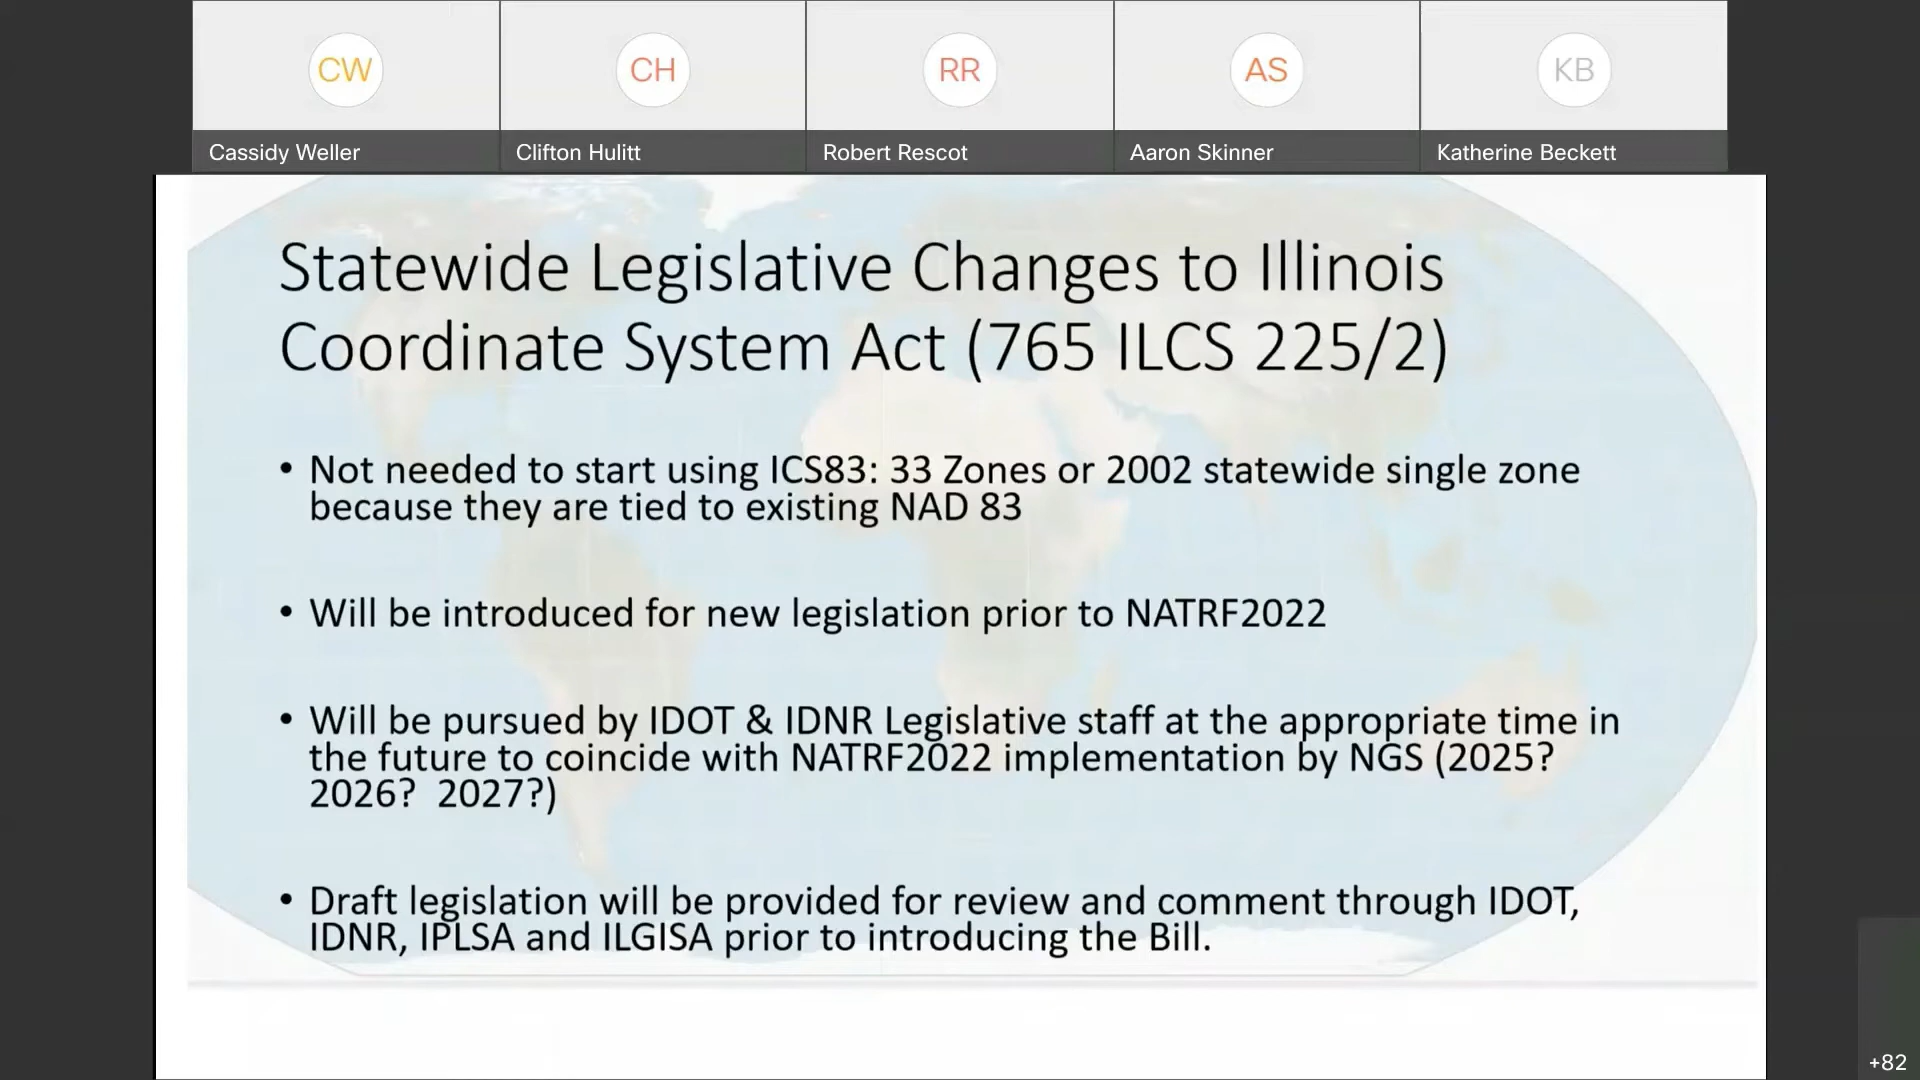 CW
CH
RR
AS
KB
Cassidy Weller
Clifton Hulitt
Robert Rescot
Aaron Skinner
Katherine Beckett
Statewide Legislative Changes to Illinois
Coordinate System Act (765 ILCS 225/2)
• Not needed to start using ICS83: 33 Zones or 2002 statewide single zone
because they are tied to existing NAD 83
• Will be introduced for new legislation prior to NATRF2022
• Will be pursued by IDOT & IDNR Legislative staff at the appropriate time in
the future to coincide with NATRF2022 implementation by NGS (2025?
2026?  2027?)
• Draft legislation will be provided for review and comment through IDOT,
IDNR, IPLSA and ILGISA prior to introducing the Bill.
+82